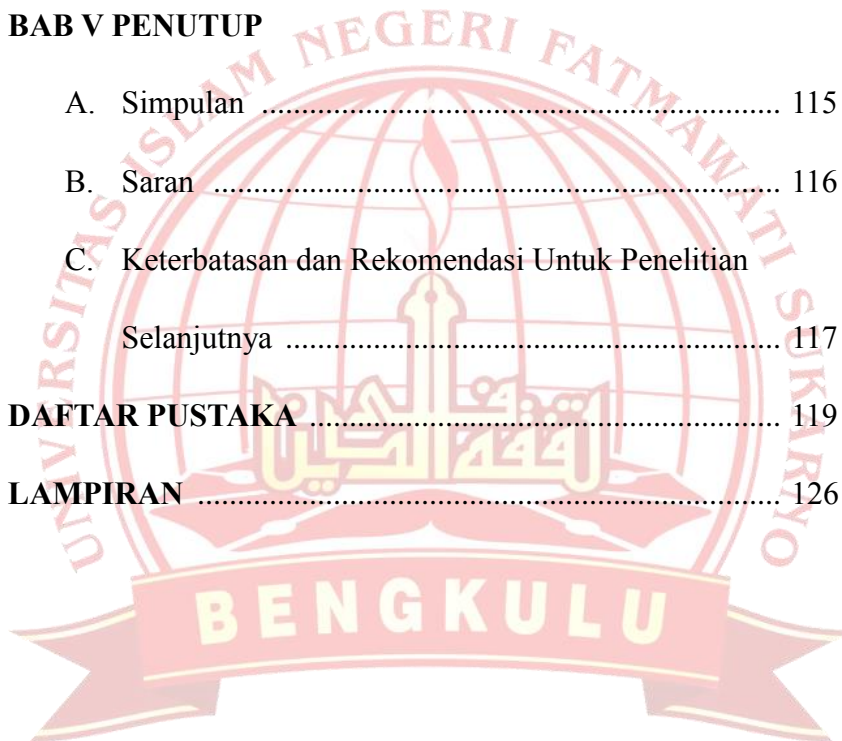 BAB V PENUTUP
A. Simpulan .................................................................. 115
B. Saran ........................................................................ 116
C. Keterbatasan dan Rekomendasi Untuk Penelitian
Selanjutnya ............................................................... 117
DAFTAR PUSTAKA ............................................................ 119
LAMPIRAN .......................................................................... 126
UNIVERSITAS ISLAM NEGERI FATMAWATI SUKARNO
BENGKULU